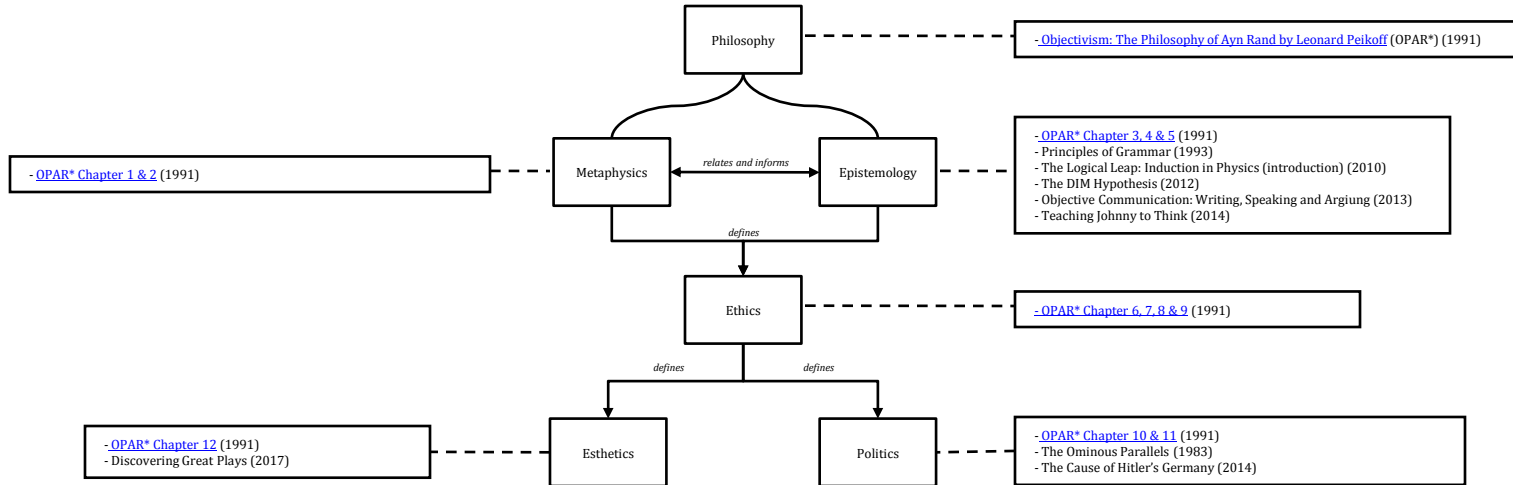 Philosophy
- Objectivism: The Philosophy of Ayn Rand by Leonard Peikoff (OPAR*) (1991)
- OPAR* Chapter 1 & 2 (1991)
Metaphysics
relates and informs
Epistemology
- OPAR* Chapter 3, 4 & 5 (1991)
- Principles of Grammar (1993)
- The Logical Leap: Induction in Physics (introduction) (2010)
- The DIM Hypothesis (2012)
- Objective Communication: Writing, Speaking and Argiung (2013)
- Teaching Johnny to Think (2014)
defines
Ethics
- OPAR* Chapter 6, 7, 8 & 9 (1991)
defines
defines
- OPAR* Chapter 12 (1991)
- Discovering Great Plays (2017)
Esthetics
Politics
- OPAR* Chapter 10 & 11 (1991)
- The Ominous Parallels (1983)
- The Cause of Hitler’s Germany (2014)